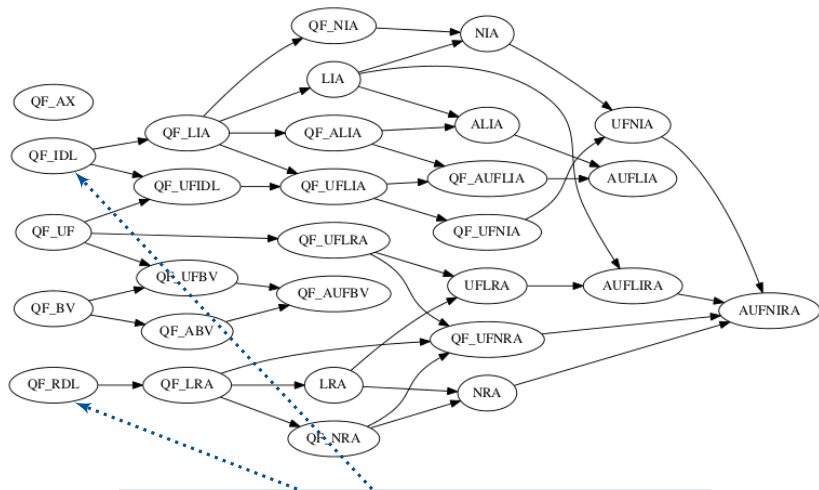 QF_NIA
NIA
LIA
QF_AX
QF_LIA
QF_ALIA
ALIA
UFNIA
QF_IDL
QF_UFIDL
QF_UFLIA
QF_AUFLIA
AUFLIA
QF_UF
QF_UFLRA
QF_UFNIA
QF_UFBV
QF_AUFBV
UFLRA
AUFLIRA
QF_BV
QF_ABV
QF_UFNRA
AUFNIRA
QF_RDL
QF_LRA
LRA
NRA
QF_NRA